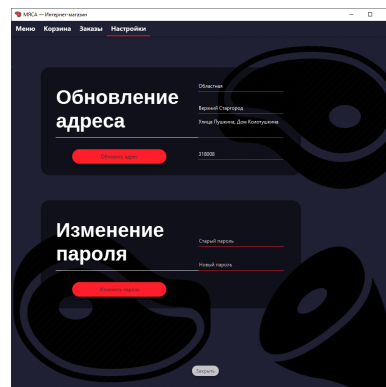 МЯСА — Интернет-магазин
Меню Корзина Заказы Настройки
Обновление
адреса
Областная
Верхний Старгород
Улица Пушкина, Дом Колотушкина
318008
Обновить адрес
Изменение
пароля
Старый пароль
Новый пароль
Изменить пароль
Закрыть